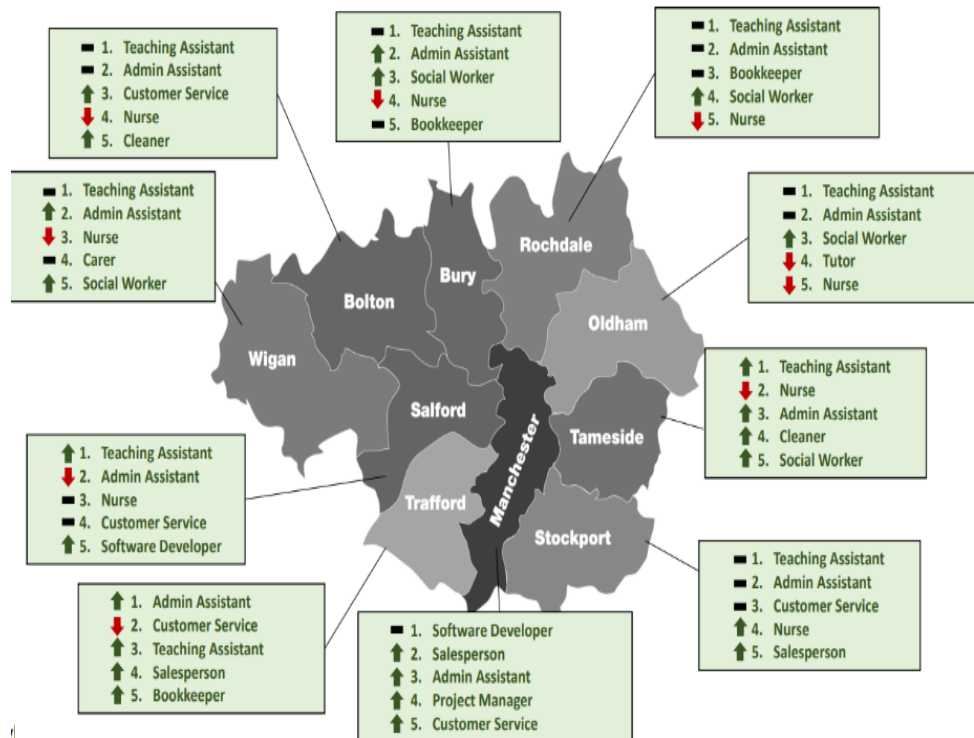 1. Teaching Assistant
2. Admin Assistant
3. Customer Service
4. Nurse
5. Cleaner
1. Teaching Assistant
2. Admin Assistant
3. Social Worker
4. Nurse
5. Bookkeeper
1. Teaching Assistant
2. Admin Assistant
3. Bookkeeper
4. Social Worker
5. Nurse
1. Teaching Assistant
2. Admin Assistant
3. Nurse
4. Carer
5. Social Worker
1. Teaching Assistant
2. Admin Assistant
3. Social Worker
4. Tutor
5. Nurse
Rochdale
Bury
Bolton
Oldham
Wigan
Salford
Manchester
Tameside
Trafford
Stockport
1. Teaching Assistant
2. Nurse
3. Admin Assistant
4. Cleaner
5. Social Worker
1. Teaching Assistant
2. Admin Assistant
3. Nurse
4. Customer Service
5. Software Developer
1. Teaching Assistant
2. Admin Assistant
3. Customer Service
4. Nurse
5. Salesperson
1. Admin Assistant
2. Customer Service
3. Teaching Assistant
4. Salesperson
5. Bookkeeper
1. Software Developer
2. Salesperson
3. Admin Assistant
4. Project Manager
5. Customer Service